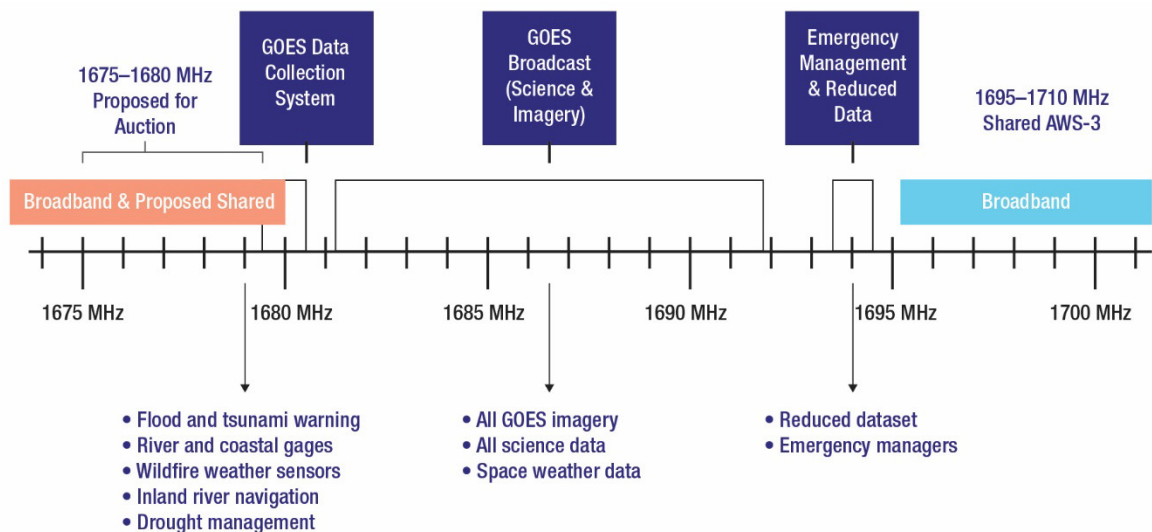 1675–1680 MHz
Proposed for
Auction
GOES Data
Collection
System
GOES
Broadcast
(Science &
Imagery)
Emergency
Management
& Reduced
Data
1695–1710 MHz
Shared AWS-3
Broadband & Proposed Shared
Broadband
1675 MHz
1680 MHz
1685 MHz
1690 MHz
1695 MHz
1700 MHz
• Flood and tsunami warning
• River and coastal gages
• Wildfire weather sensors
• Inland river navigation
• Drought management
• All GOES imagery
• All science data
• Space weather data
• Reduced dataset
• Emergency managers